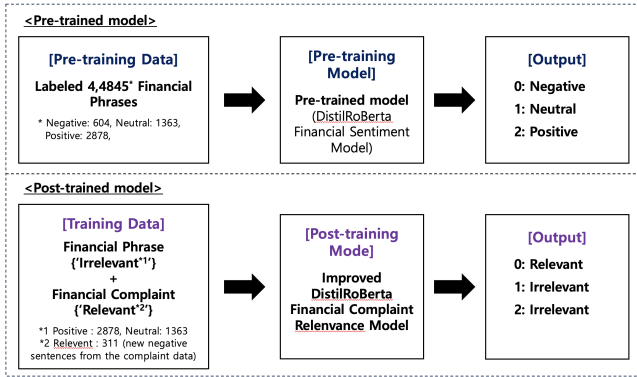 <Pre-trained model>
[Pre-training Data]
Labeled 4,4845* Financial
Phrases
* Negative: 604, Neutral: 1363,
Positive: 2878,
[Pre-training
Model]
Pre-trained model
(DistilRoBerta
Financial Sentiment
Model)
[Output]
0: Negative
1: Neutral
2: Positive
<Post-trained model>
[Training Data]
Financial Phrase
{‘Irrelevant*1’}
+
Financial Complaint
{‘Relevant*2’}
*1 Positive : 2878, Neutral: 1363
*2 Relevent : 311 (new negative
sentences from the complaint data)
[Post-training
Mode]
Improved
DistilRoBerta
Financial Complaint
Relenvance Model
[Output]
0: Relevant
1: Irrelevant
2: Irrelevant